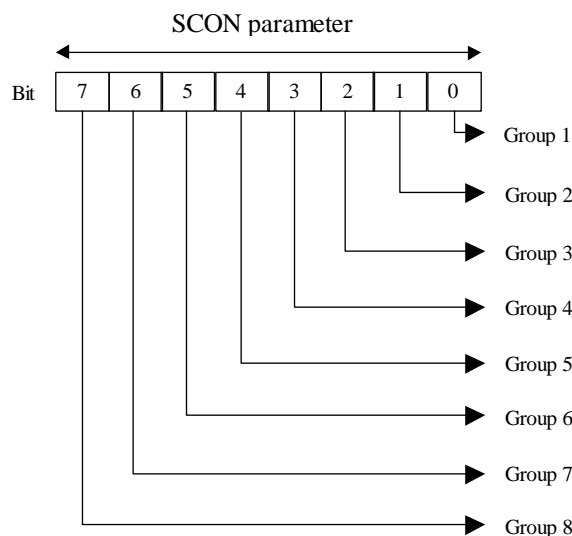 SCON parameter
Bit 7 6 5 4 3 2 1 0
Group 1
Group 2
Group 3
Group 4
Group 5
Group 6
Group 7
Group 8